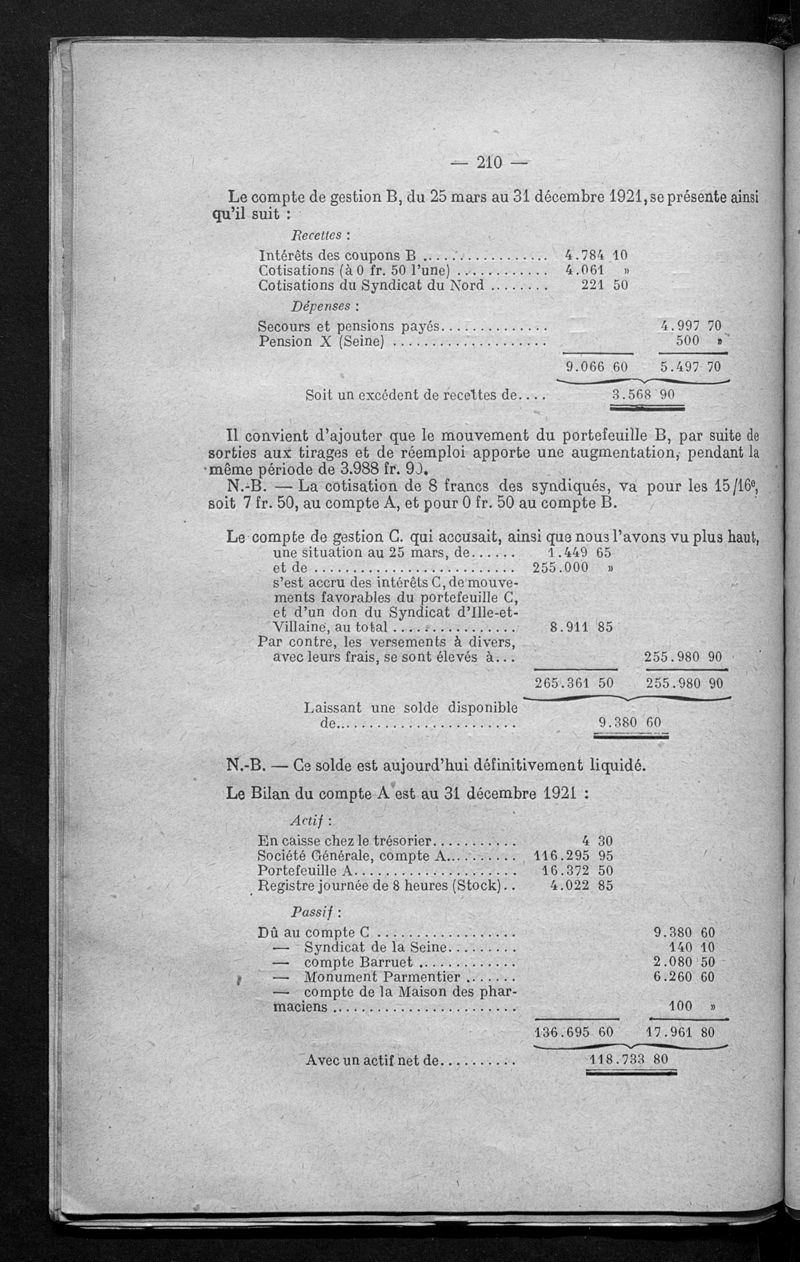 — 210 —
Le compte de gestion B, du 25 mars au 31 décembre 1921, se présente ainsi
qu'il suit :
Recettes :
Intérêts des coupons B ................ 4.784 10
Cotisations (à 0 fr. 50 l'une) ............ 4.061 »
Cotisations du Syndicat du Nord ........ 221 50
Dépenses :
Secours et pensions payés.............. 4.997 70
Pension X (Seine) .................... 500 »
9.066 60 5.497 70
Soit un excédent de recettes de.... 3.568 90
Il convient d'ajouter que le mouvement du portefeuille B, par suite de
sorties aux tirages et de réemploi apporte une augmentation, pendant la
même période de 3.988 fr. 90.
N.-B. — La cotisation de 8 francs des syndiqués, va pour les 15/16e,
soit 7 fr. 50, au compte A, et pour 0 fr. 50 au compte B.
Le compte de gestion C. qui accusait, ainsi que nous l'avons vu plus haut,
une situation au 25 mars, de...... 1.449 65
et de .......................... 255.000 »
s'est accru des intérêts C, de mouve-
ments favorables du portefeuille C,
et d'un don du Syndicat d'Ille-et-
Villaine, au total ................ 8.911 85
Par contre, les versements à divers,
avec leurs frais, se sont élevés à... 255.980 90
265.361 50 255.980 90
Laissant une solde disponible
de....................... 9.380 60
N.-B. — Ce solde est aujourd'hui définitivement liquidé.
Le Bilan du compte A est au 31 décembre 1921 :
Actif :
En caisse chez le trésorier........... 4 30
Société Générale, compte A.......... 116.295 95
Portefeuille A..................... 16.372 50
Registre journée de 8 heures (Stock).. 4.022 85
Passif :
Dû au compte C .................. 9.380 60
— Syndicat de la Seine......... 140 10
— compte Barruet ............. 2.080 50
— Monument Parmentier ....... 6.260 60
— compte de la Maison des phar-
maciens ....................... 100 »
136.695 60 17.961 80
Avec un actif net de.......... 118.733 80